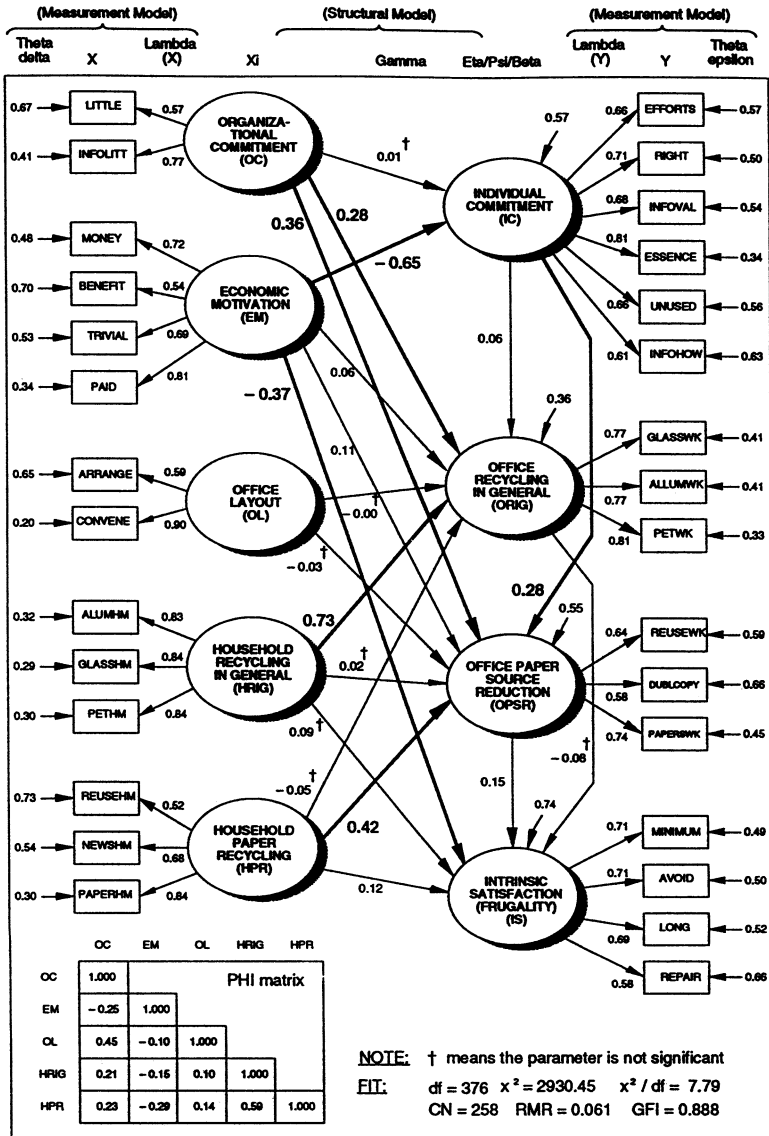 (Measurement Model) (Structural Model) (Measurement Model)
Theta delta X Lambda (X) Xi Gamma Eta/Psi/Beta Lambda (Y) Y Theta epsilon
0.67 LITTLE 0.57
0.41 INFOLITT 0.77
ORGANIZA-
TIONAL
COMMITMENT
(OC)
0.48 MONEY 0.72
0.70 BENEFIT 0.54
0.53 TRIVIAL 0.69
0.34 PAID 0.81
ECONOMIC
MOTIVATION
(EM)
0.65 ARRANGE 0.59
0.20 CONVENE 0.90
OFFICE
LAYOUT
(OL)
0.32 ALUMHM 0.83
0.29 GLASSHM 0.84
0.30 PETHM 0.84
HOUSEHOLD
RECYCLING
IN GENERAL
(HRIG)
0.73 REUSEHM 0.52
0.54 NEWSHM 0.68
0.30 PAPERHM 0.84
HOUSEHOLD
PAPER
RECYCLING
(HPR)
0.01 †
0.28
0.36
- 0.65
0.06
- 0.37
0.11
- 0.00 †
- 0.03 †
0.73
0.02 †
0.09 †
- 0.05 †
0.42
0.12
0.57
INDIVIDUAL
COMMITMENT
(IC)
0.06
0.36
OFFICE
RECYCLING
IN GENERAL
(ORIG)
0.28
0.55
OFFICE PAPER
SOURCE
REDUCTION
(OPSR)
- 0.08 †
0.15
0.74
INTRINSIC
SATISFACTION
(FRUGALITY)
(IS)
0.66 EFFORTS 0.57
0.71 RIGHT 0.50
0.68 INFOVAL 0.54
0.81 ESSENCE 0.34
0.66 UNUSED 0.56
0.61 INFOHOW 0.63
0.77 GLASSWK 0.41
0.77 ALLUMWK 0.41
0.81 PETWK 0.33
0.64 REUSEWK 0.59
0.58 DUBLCOPY 0.66
0.74 PAPERSWK 0.45
0.71 MINIMUM 0.49
0.71 AVOID 0.50
0.69 LONG 0.52
0.58 REPAIR 0.66
OC EM OL HRIG HPR
OC 1.000 PHI matrix
EM - 0.25 1.000
OL 0.45 - 0.10 1.000
HRIG 0.21 - 0.15 0.10 1.000
HPR 0.23 - 0.29 0.14 0.59 1.000
NOTE: † means the parameter is not significant
FIT: df = 376 x² = 2930.45 x² / df = 7.79
CN = 258 RMR = 0.061 GFI = 0.888